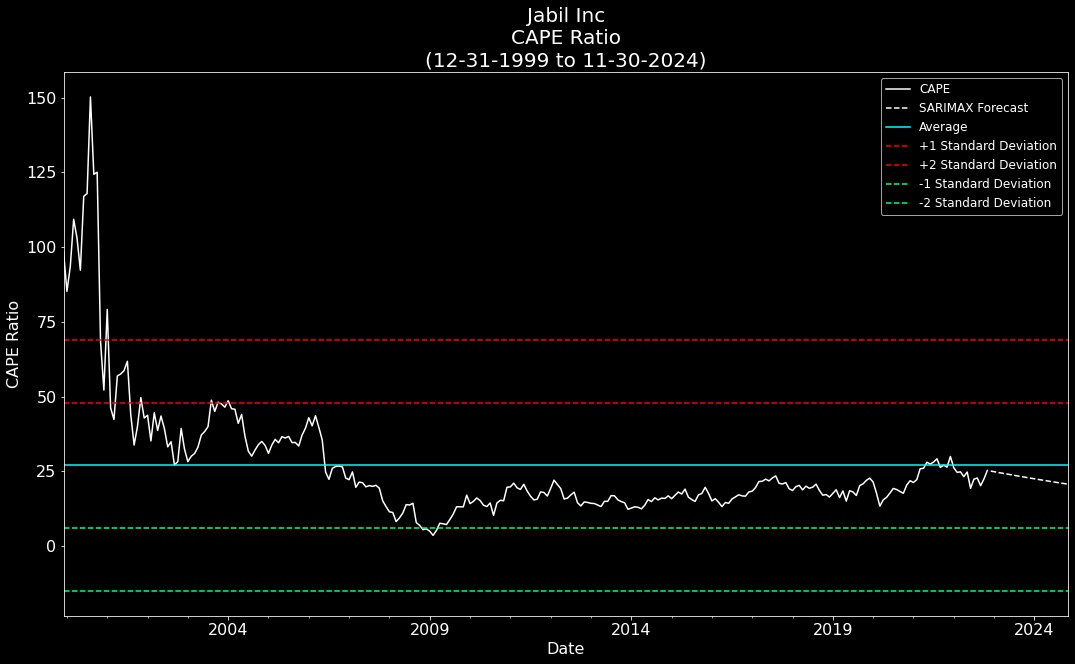 Jabil Inc
CAPE Ratio
(12-31-1999 to 11-30-2024)
CAPE
SARIMAX Forecast
Average
+1 Standard Deviation
+2 Standard Deviation
-1 Standard Deviation
-2 Standard Deviation
CAPE Ratio
150
125
100
75
50
25
0
2004
2009
2014
2019
2024
Date